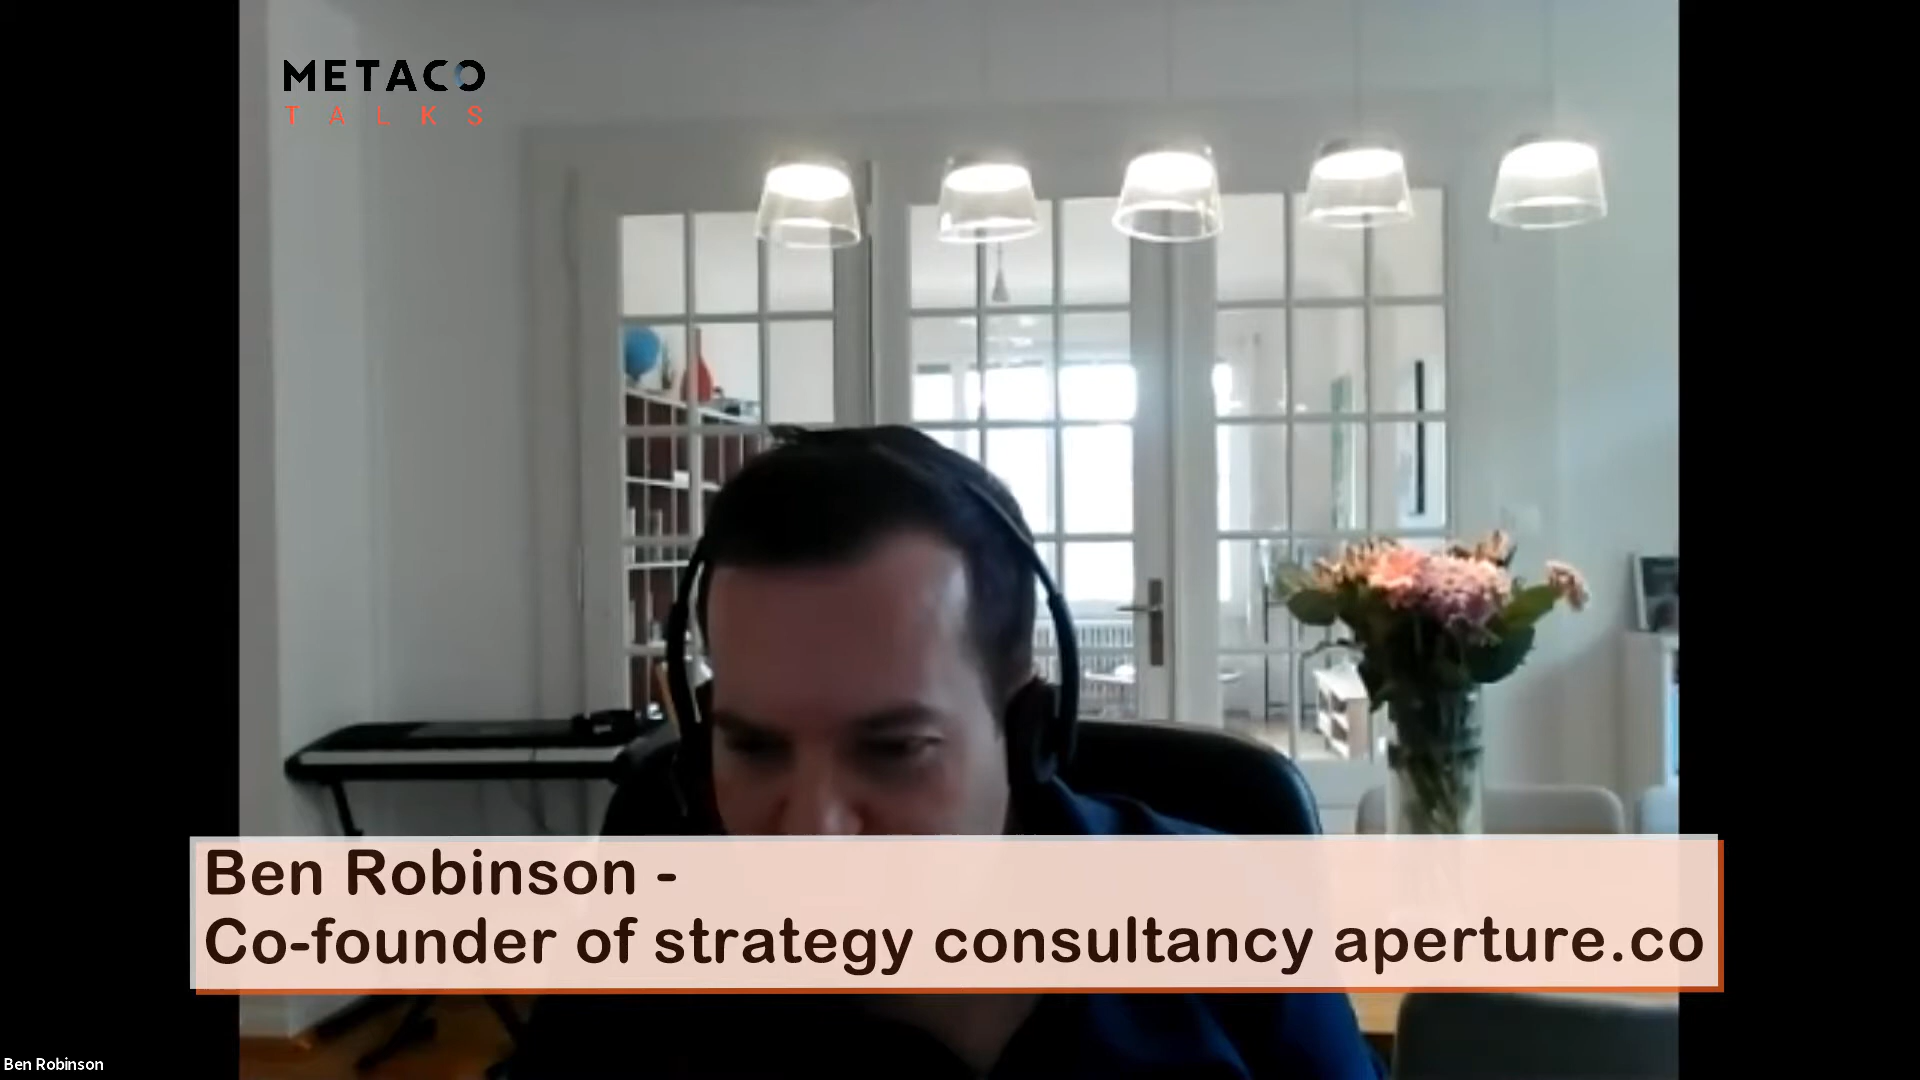 METACO
TALKS
Ben Robinson -
Co-founder of strategy consultancy aperture.co
Ben Robinson